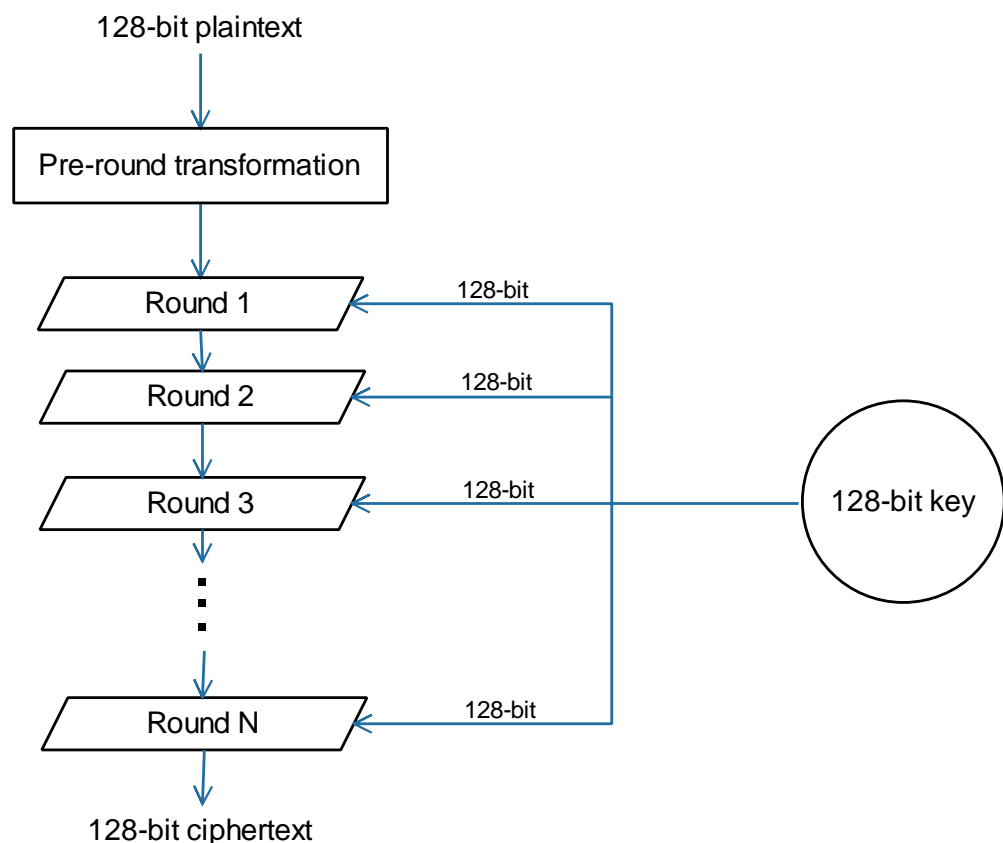 128-bit plaintext
Pre-round transformation
Round 1
128-bit
Round 2
128-bit
Round 3
128-bit
128-bit key
Round N
128-bit
128-bit ciphertext